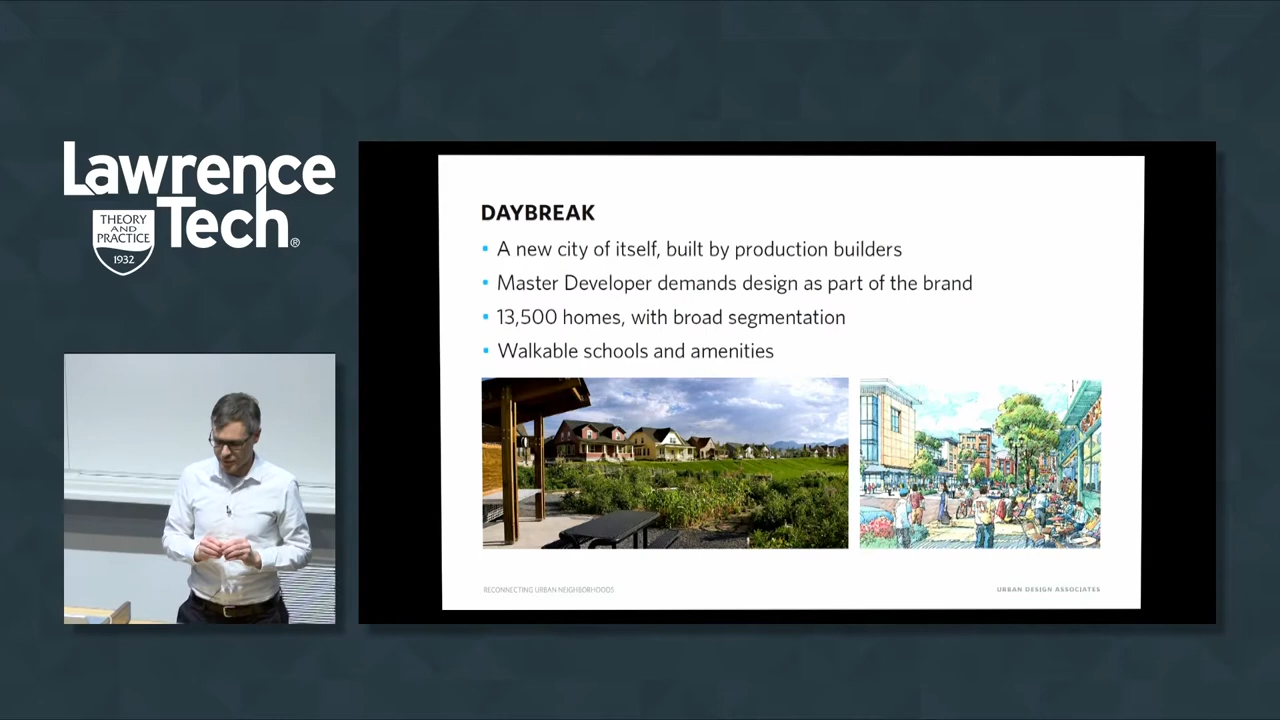 Lawrence
Tech®
THEORY
AND
PRACTICE
1932
DAYBREAK
• A new city of itself, built by production builders
• Master Developer demands design as part of the brand
• 13,500 homes, with broad segmentation
• Walkable schools and amenities
RECONNECTING URBAN NEIGHBORHOODS
URBAN DESIGN ASSOCIATES